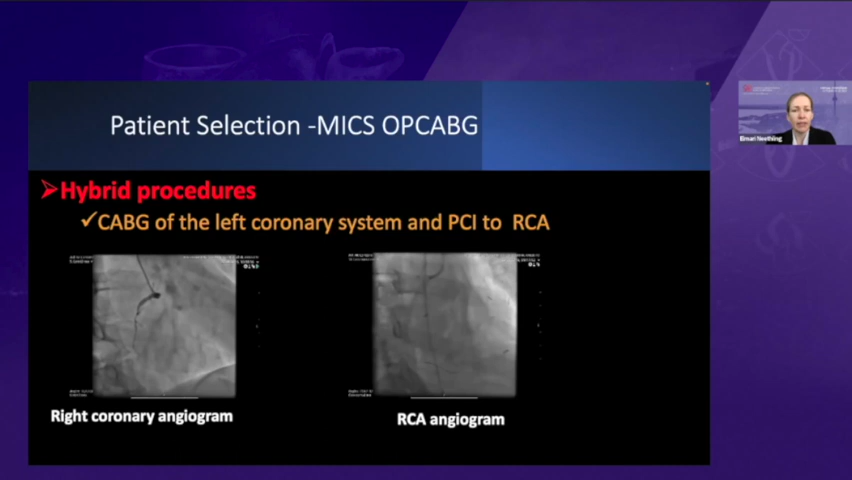 Patient Selection -MICS OPCABG
➢Hybrid procedures
✓CABG of the left coronary system and PCI to RCA
Right coronary angiogram
RCA angiogram